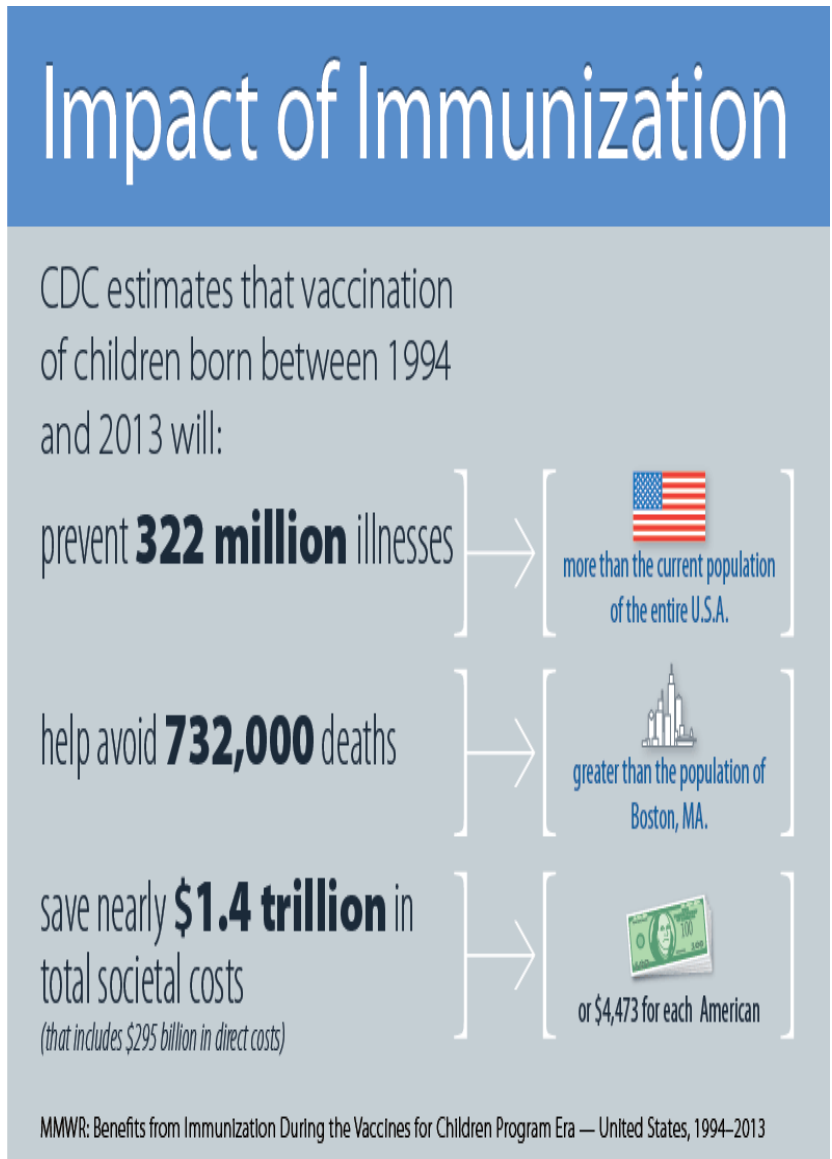 Impact of Immunization
CDC estimates that vaccination
of children born between 1994
and 2013 will:
prevent 322 million illnesses
more than the current population
of the entire U.S.A.
help avoid 732,000 deaths
greater than the population of
Boston, MA.
save nearly $1.4 trillion in
total societal costs
(that includes $295 billion in direct costs)
100
100
or $4,473 for each American
MMWR: Benefits from Immunization During the Vaccines for Children Program Era — United States, 1994–2013